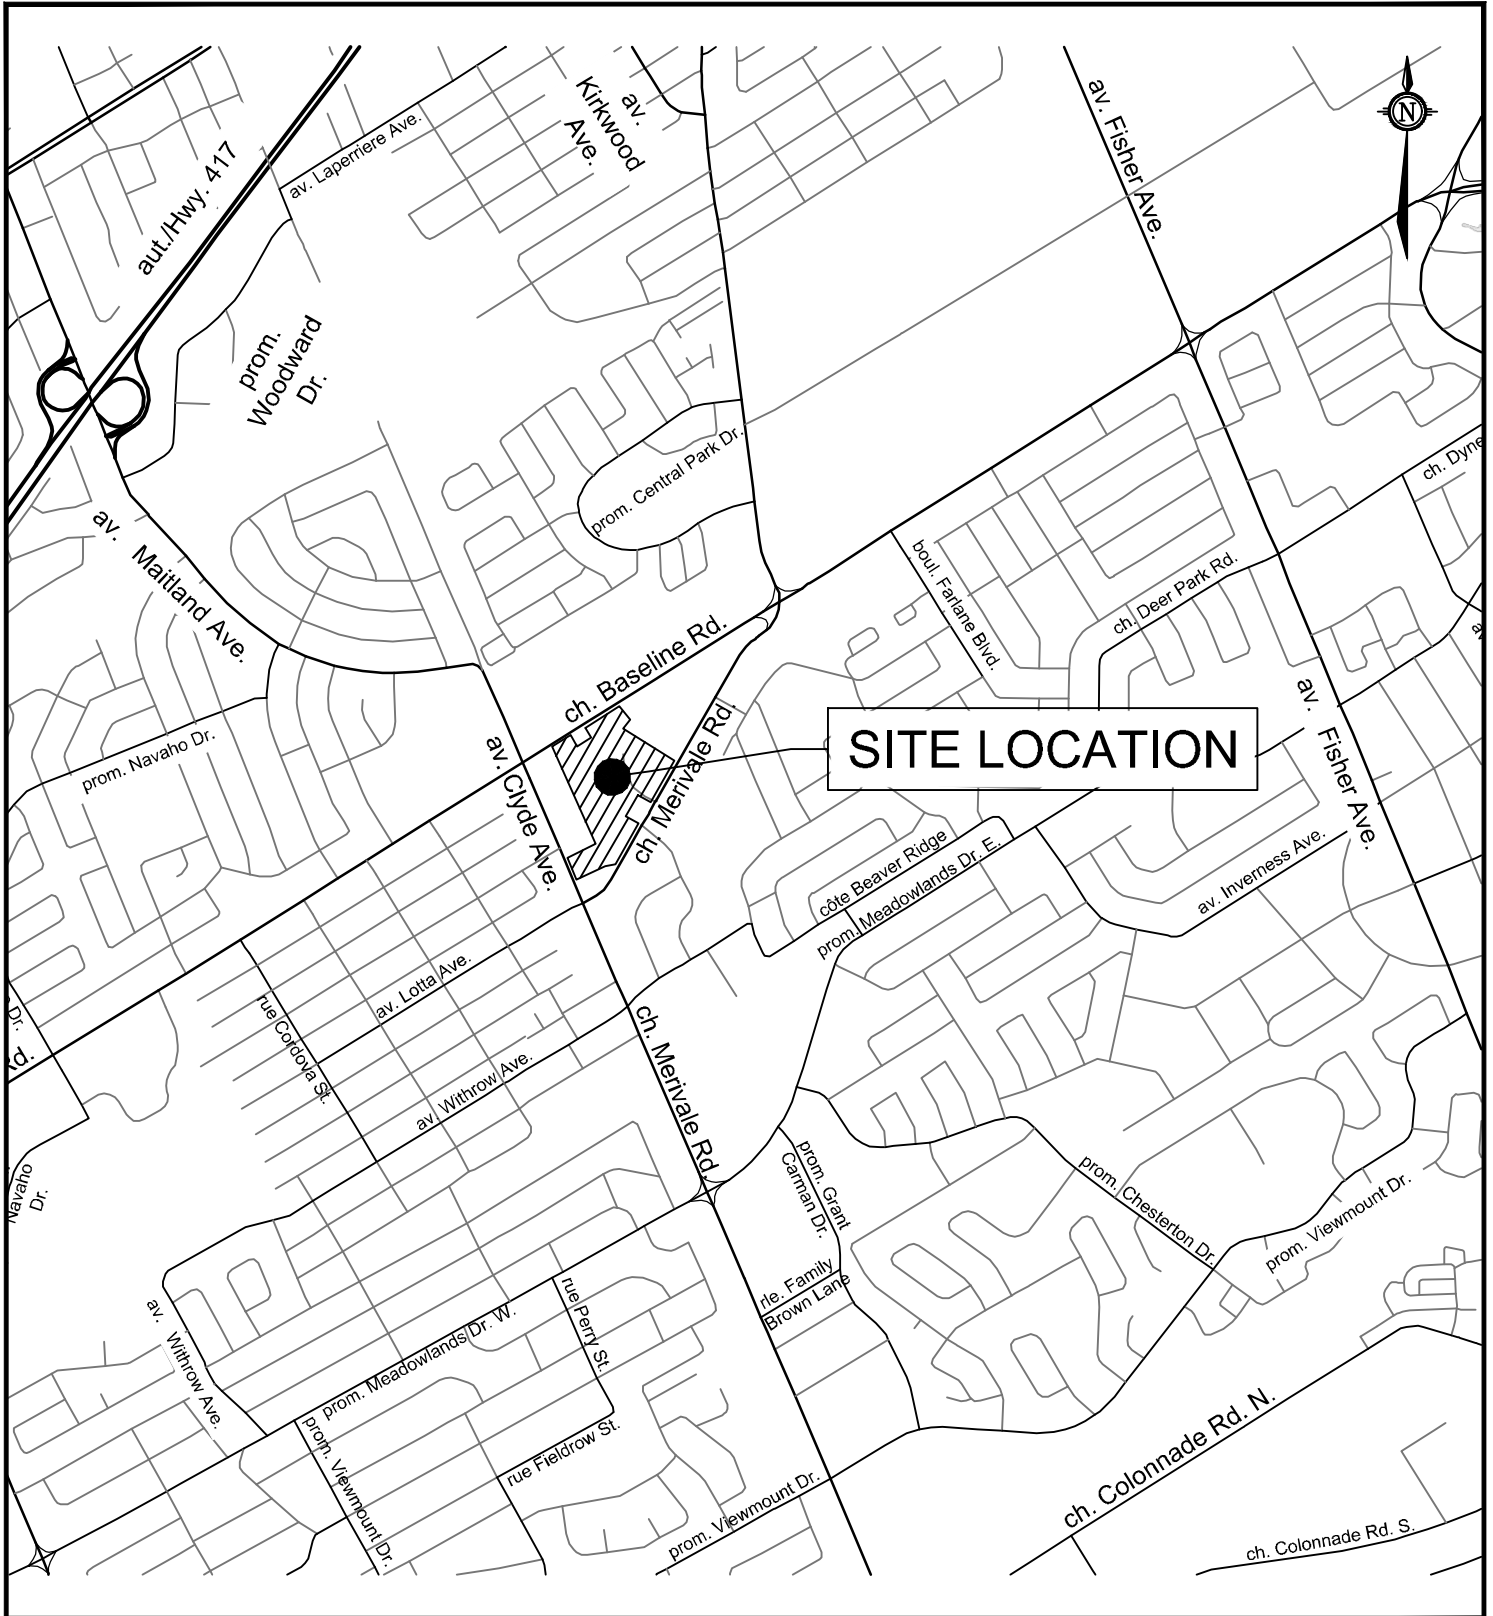 av.
Kirkwood
Ave.
av. Fisher Ave.
N
av. Laperriere Ave.
aut./Hwy. 417
prom.
Woodward
Dr.
prom. Central Park Dr.
ch. Dyne
av. Maitland Ave.
boul. Farlane Blvd.
ch. Deer Park Rd.
ch. Baseline Rd.
prom. Navaho Dr.
av. Clyde Ave.
ch. Merivale Rd.
SITE LOCATION
av. Fisher Ave.
côte Beaver Ridge
prom. Meadowlands Dr. E.
av. Inverness Ave.
av. Lotta Ave.
rue Cordova St.
Dr.
Rd.
av. Withrow Ave.
ch. Merivale Rd.
Navaho
Dr.
prom. Grant
Carman Dr.
prom. Chesterton Dr.
prom. Viewmount Dr.
rle. Family
Brown Lane
av. Withrow Ave.
rue Perry St.
prom. Meadowlands Dr. W.
prom. Viewmount Dr.
rue Fieldrow St.
prom. Viewmount Dr.
ch. Colonnade Rd. N.
ch. Colonnade Rd. S.